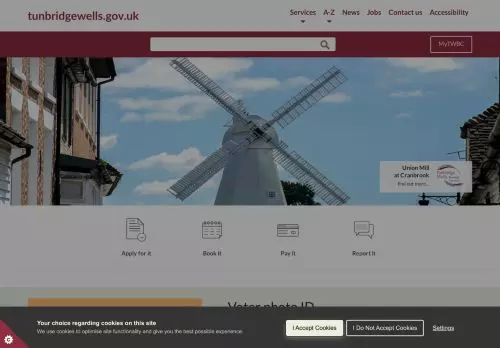 tunbridgewells.gov.uk
Services A-Z News Jobs Contact us Accessibility
MyTWBC
Union Mill
at Cranbrook
find out more...
Apply for it
Book it
Pay it
Report it
Voter photo ID
Your choice regarding cookies on this site
We use cookies to optimise site functionality and give you the best possible experience.
I Accept Cookies
I Do Not Accept Cookies
Settings